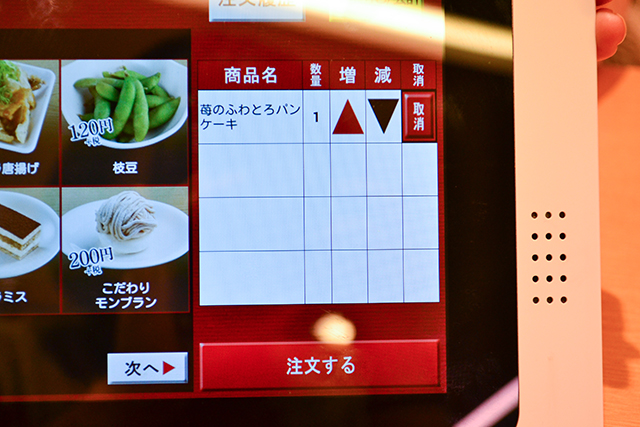 注文履歴
商品名 数量 増 減 取消
苺のふわとろパン
ケーキ
1
取消
120円
+税
枝豆
唐揚げ
200円
+税
こだわり
モンブラン
ミス
次へ
注文する